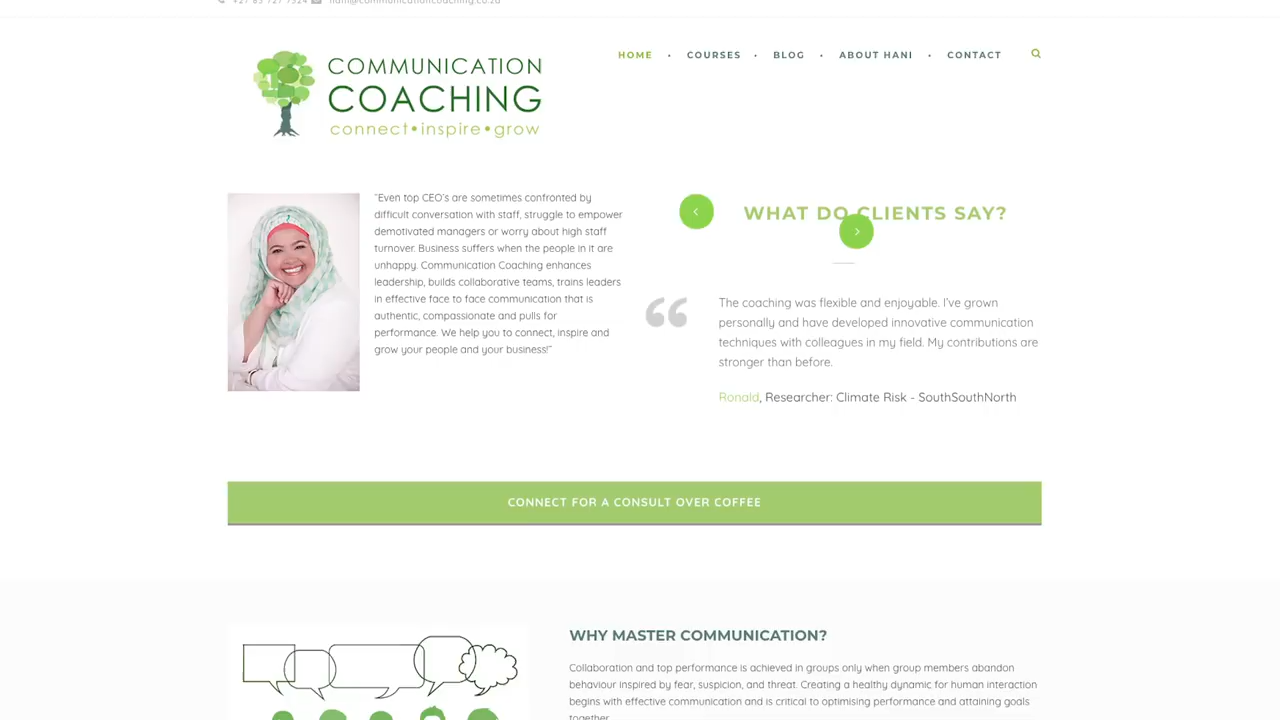 HOME • COURSES • BLOG • ABOUT HANI • CONTACT
COMMUNICATION
COACHING
connect•inspire•grow
“Even top CEO's are sometimes confronted by
difficult conversation with staff, struggle to empower
demotivated managers or worry about high staff
turnover. Business suffers when the people in it are
unhappy. Communication Coaching enhances
leadership, builds collaborative teams, trains leaders
in effective face to face communication that is
authentic, compassionate and pulls for
performance. We help you to connect, inspire and
grow your people and your business!”
WHAT DO CLIENTS SAY?
The coaching was flexible and enjoyable. I've grown
personally and have developed innovative communication
techniques with colleagues in my field. My contributions are
stronger than before.
Ronald, Researcher: Climate Risk - SouthSouthNorth
CONNECT FOR A CONSULT OVER COFFEE
WHY MASTER COMMUNICATION?
Collaboration and top performance is achieved in groups only when group members abandon
behaviour inspired by fear, suspicion, and threat. Creating a healthy dynamic for human interaction
begins with effective communication and is critical to optimising performance and attaining goals
together.